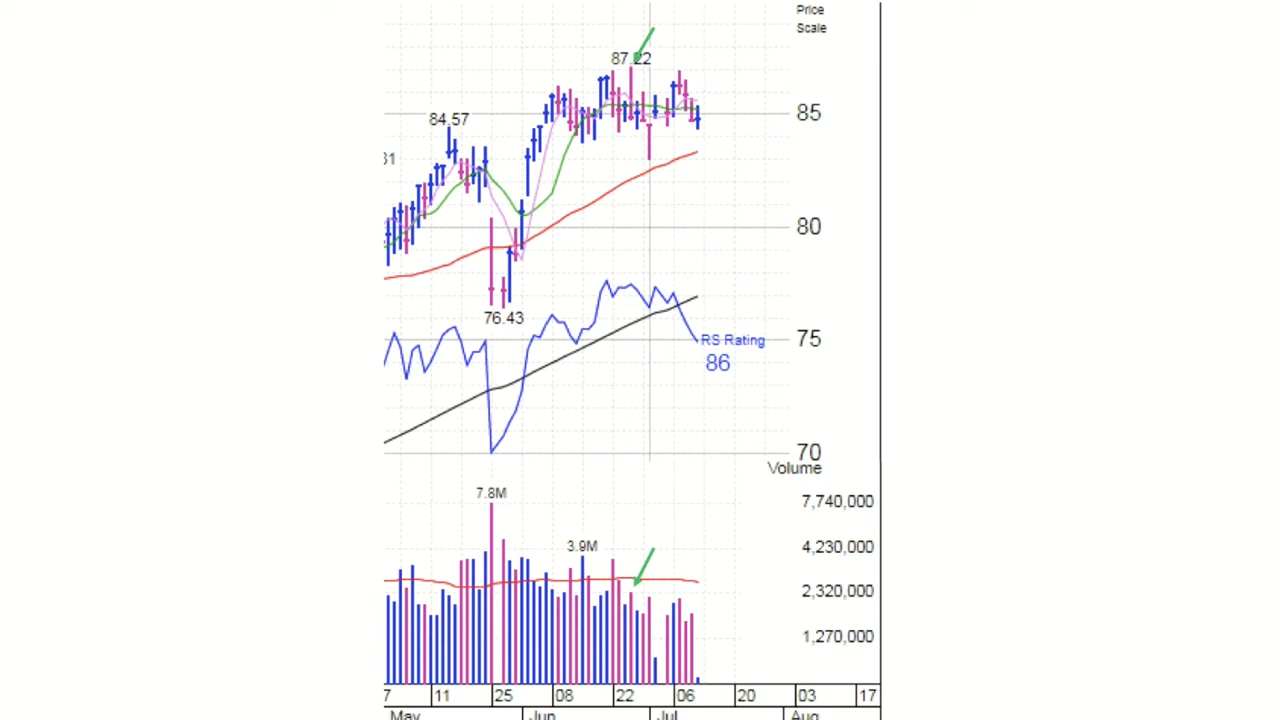 Price
Scale
87.22
84.57
85
31
80
76.43
75
RS Rating
86
70
Volume
7.8M
7,740,000
3.9M
4,230,000
2,320,000
1,270,000
7 11 25 08 22 06 20 03 17
May Jun Jul Aug